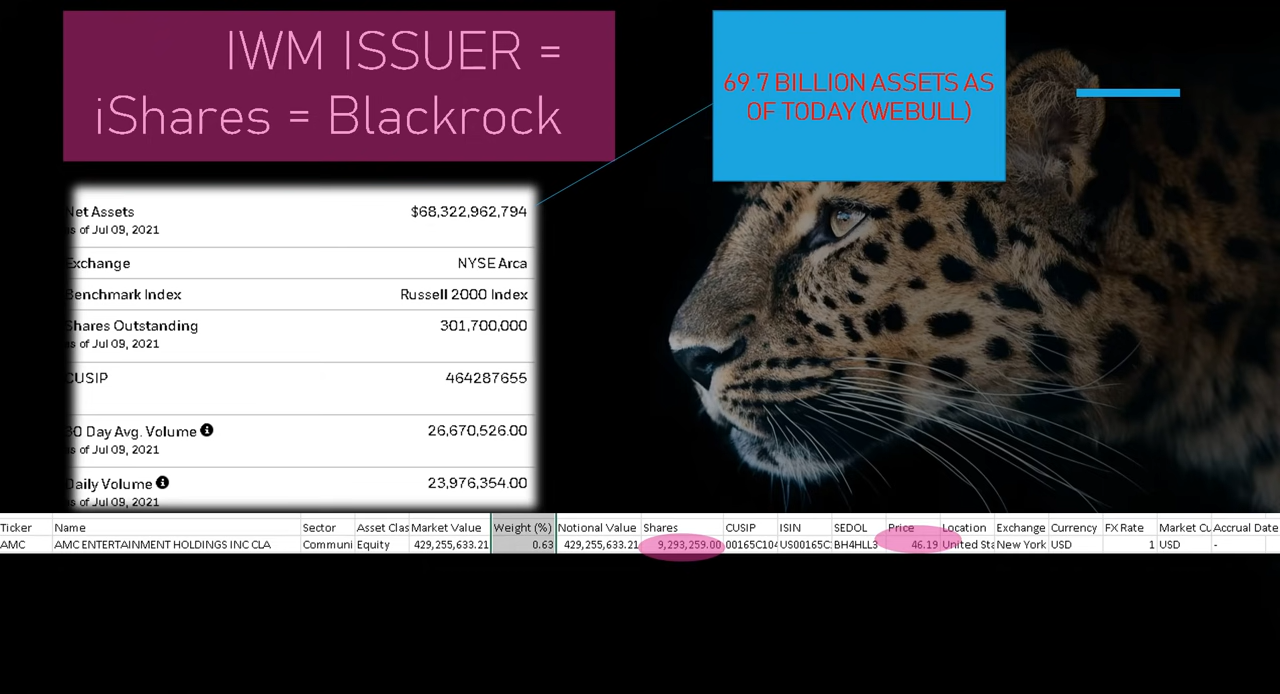 IWM ISSUER =
iShares = Blackrock
69.7 BILLION ASSETS AS
OF TODAY (WEBULL)
Net Assets $68,322,962,794
as of Jul 09, 2021
Exchange NYSE Arca
Benchmark Index Russell 2000 Index
Shares Outstanding 301,700,000
as of Jul 09, 2021
CUSIP 464287655
30 Day Avg. Volume 26,670,526.00
as of Jul 09, 2021
Daily Volume 23,976,354.00
as of Jul 09, 2021
Ticker Name Sector Asset Clas Market Value Weight (%) Notional Value Shares CUSIP ISIN SEDOL Price Location Exchange Currency FX Rate Market Cu Accrual Date
AMC AMC ENTERTAINMENT HOLDINGS INC CLA Communi Equity 429,255,633.21 0.63 429,255,633.21 9,293,259.00 00165C104 US00165C BH4HLL3 46.19 United Sta New York USD 1 USD -